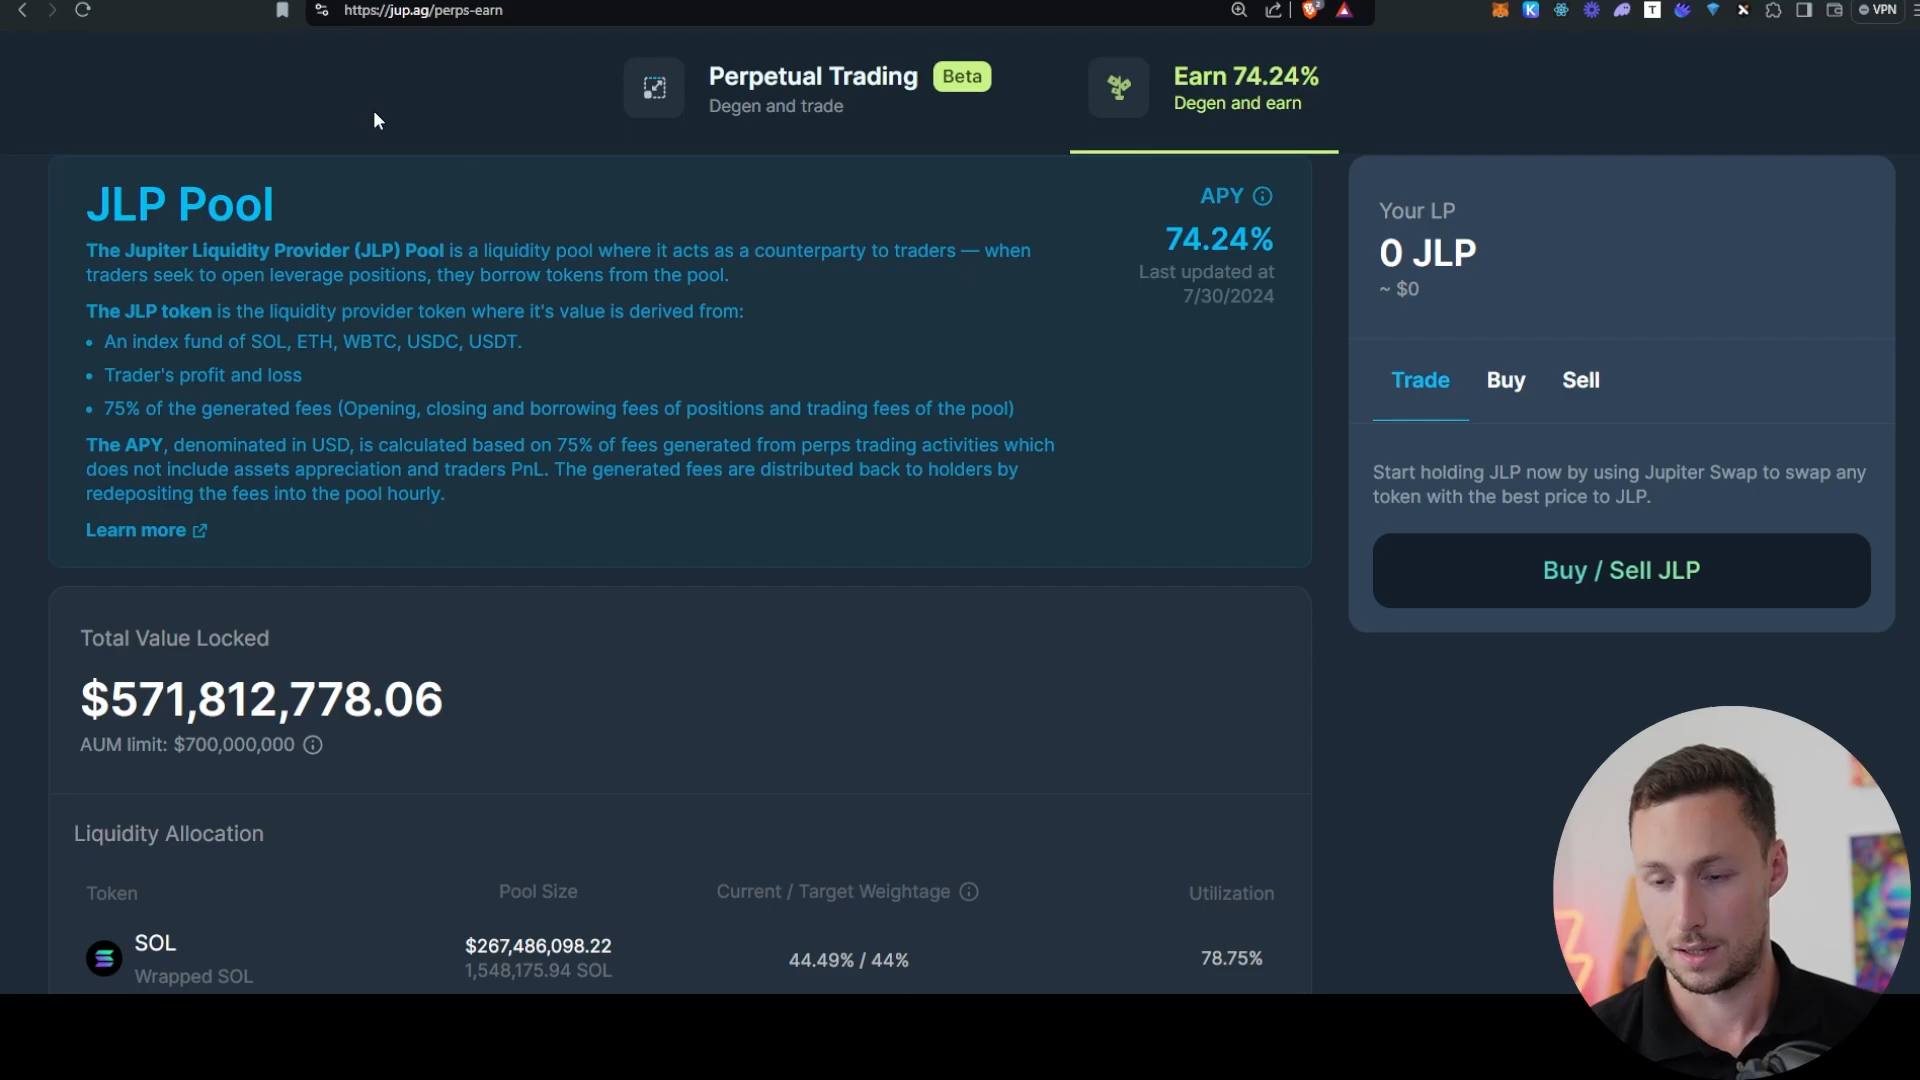 https://jup.ag/perps-earn
2
K
T
VPN
Perpetual Trading Beta
Degen and trade
Earn 74.24%
Degen and earn
JLP Pool
The Jupiter Liquidity Provider (JLP) Pool is a liquidity pool where it acts as a counterparty to traders — when
traders seek to open leverage positions, they borrow tokens from the pool.
The JLP token is the liquidity provider token where it's value is derived from:
• An index fund of SOL, ETH, WBTC, USDC, USDT.
• Trader's profit and loss
• 75% of the generated fees (Opening, closing and borrowing fees of positions and trading fees of the pool)
The APY, denominated in USD, is calculated based on 75% of fees generated from perps trading activities which
does not include assets appreciation and traders PnL. The generated fees are distributed back to holders by
redepositing the fees into the pool hourly.
Learn more
APY
74.24%
Last updated at
7/30/2024
Your LP
0 JLP
~ $0
Trade Buy Sell
Start holding JLP now by using Jupiter Swap to swap any
token with the best price to JLP.
Buy / Sell JLP
Total Value Locked
$571,812,778.06
AUM limit: $700,000,000
Liquidity Allocation
Token Pool Size Current / Target Weightage Utilization
SOL
Wrapped SOL
$267,486,098.22
1,548,175.94 SOL
44.49% / 44%
78.75%